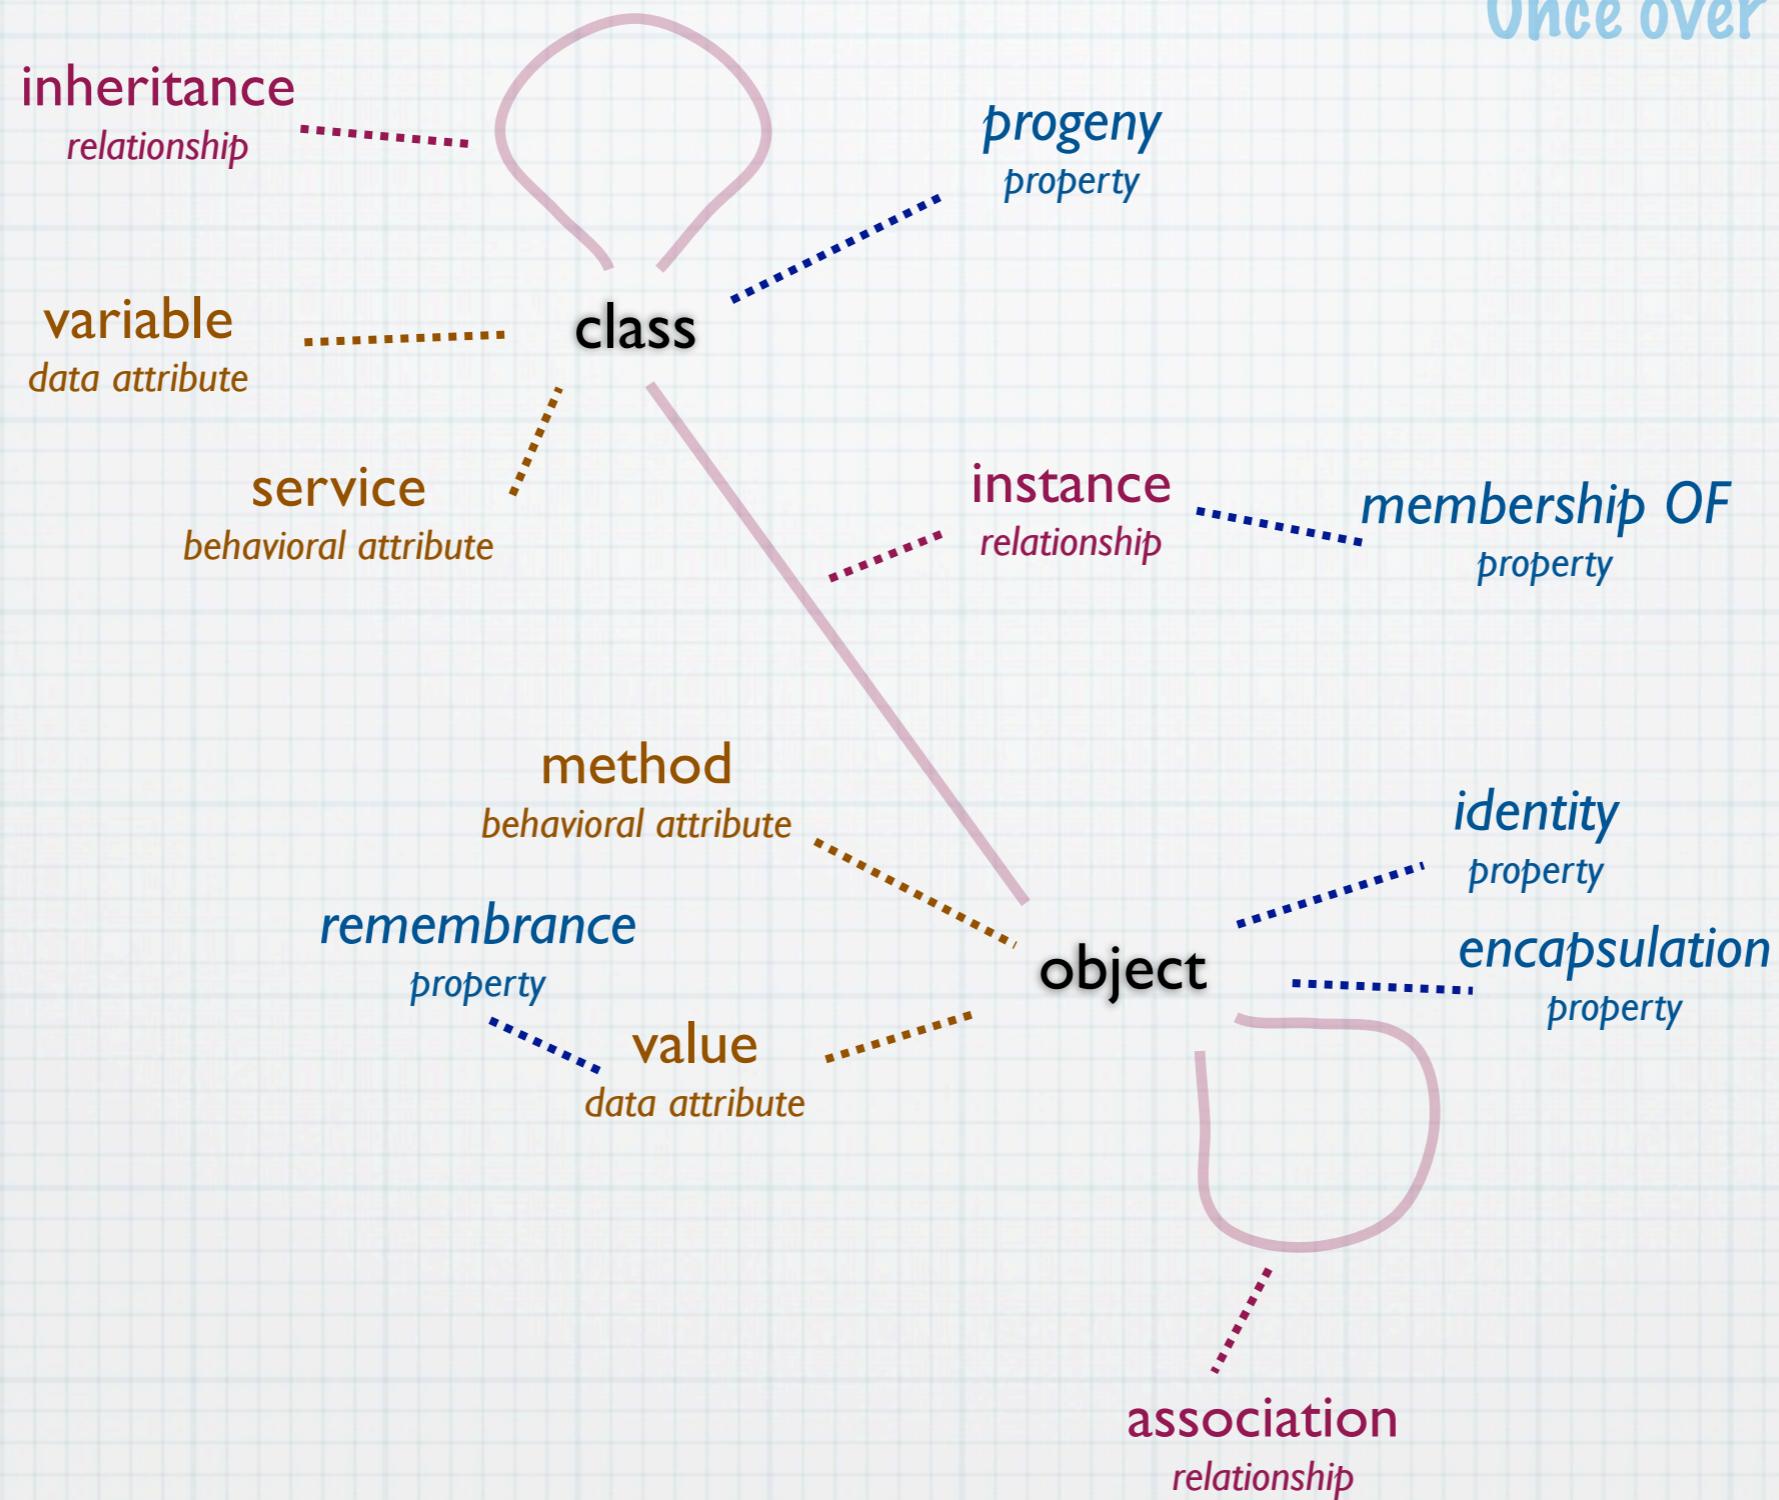 Once over
inheritance
relationship
progeny
property
variable
data attribute
class
service
behavioral attribute
instance
relationship
membership OF
property
method
behavioral attribute
identity
property
remembrance
property
object
encapsulation
property
value
data attribute
association
relationship